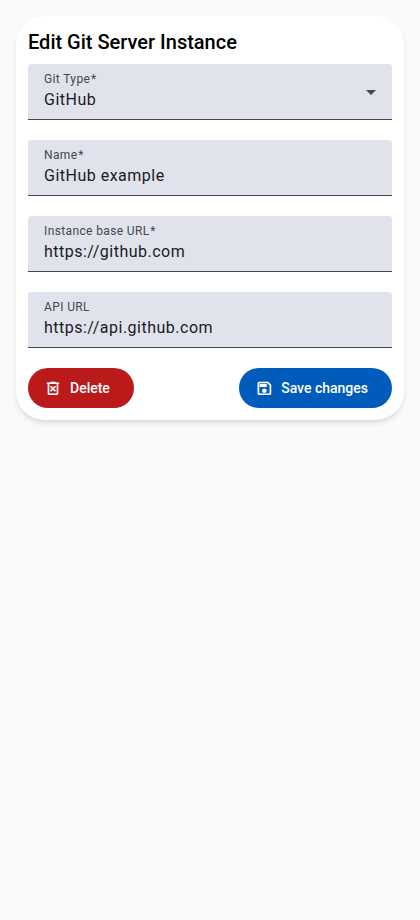 Edit Git Server Instance
Git Type*
GitHub
Name*
GitHub example
Instance base URL*
https://github.com
API URL
https://api.github.com
Delete
Save changes